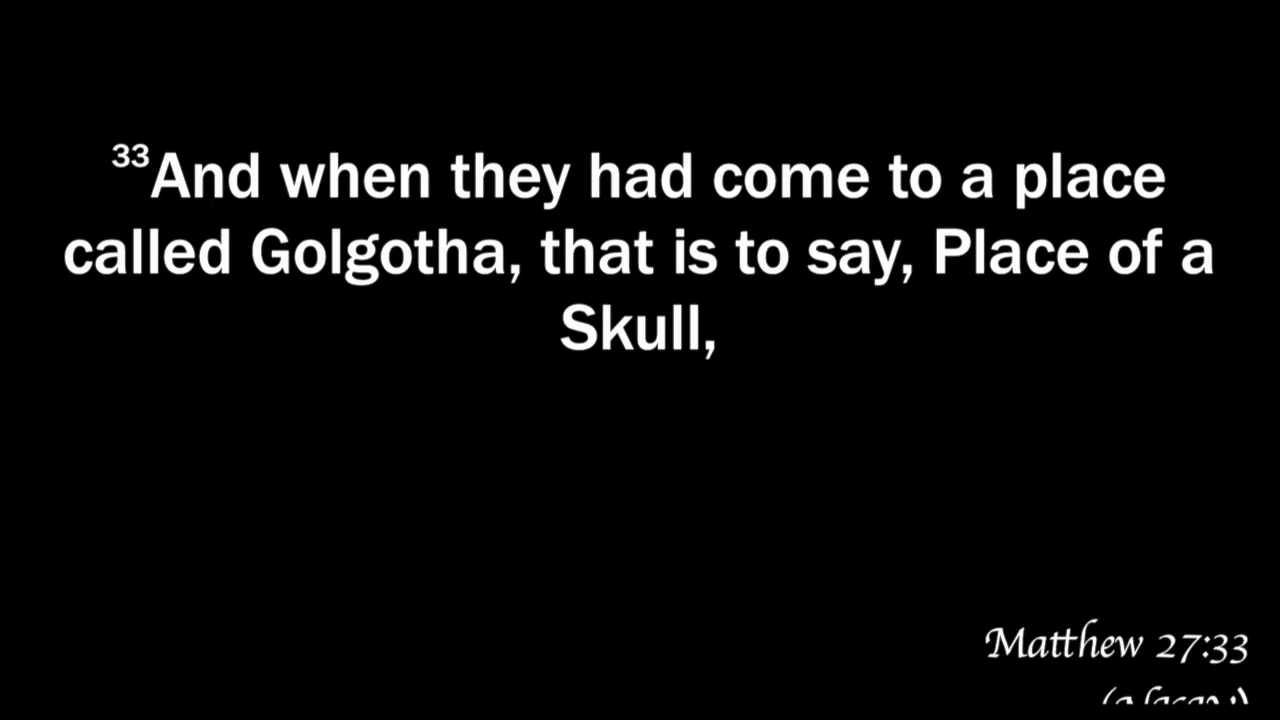 33And when they had come to a place
called Golgotha, that is to say, Place of a
Skull,
Matthew 27:33